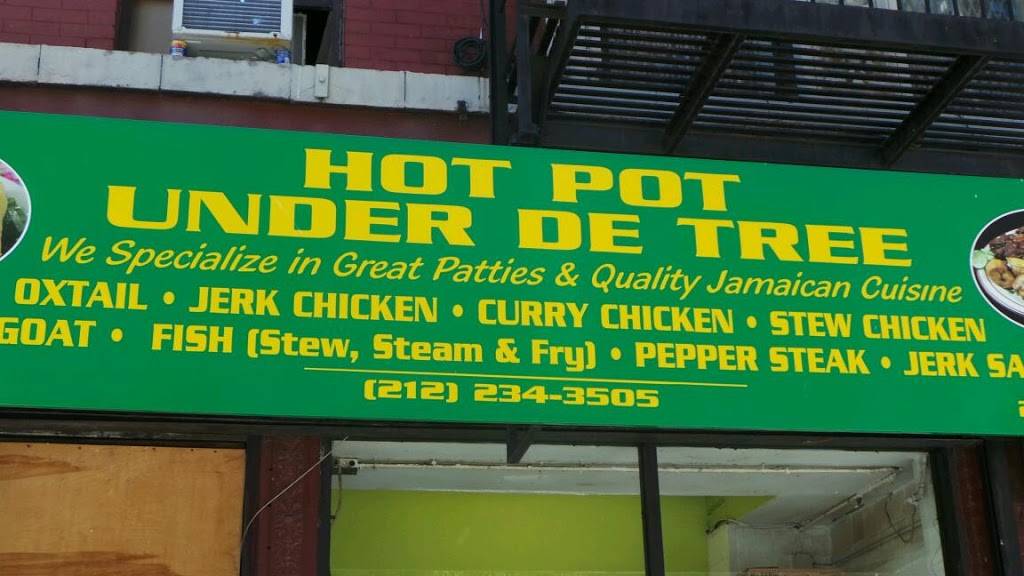 HOT POT
UNDER DE TREE
We Specialize in Great Patties & Quality Jamaican Cuisine
OXTAIL • JERK CHICKEN • CURRY CHICKEN • STEW CHICKEN
GOAT • FISH (Stew, Steam & Fry) • PEPPER STEAK • JERK SA
(212) 234-3505